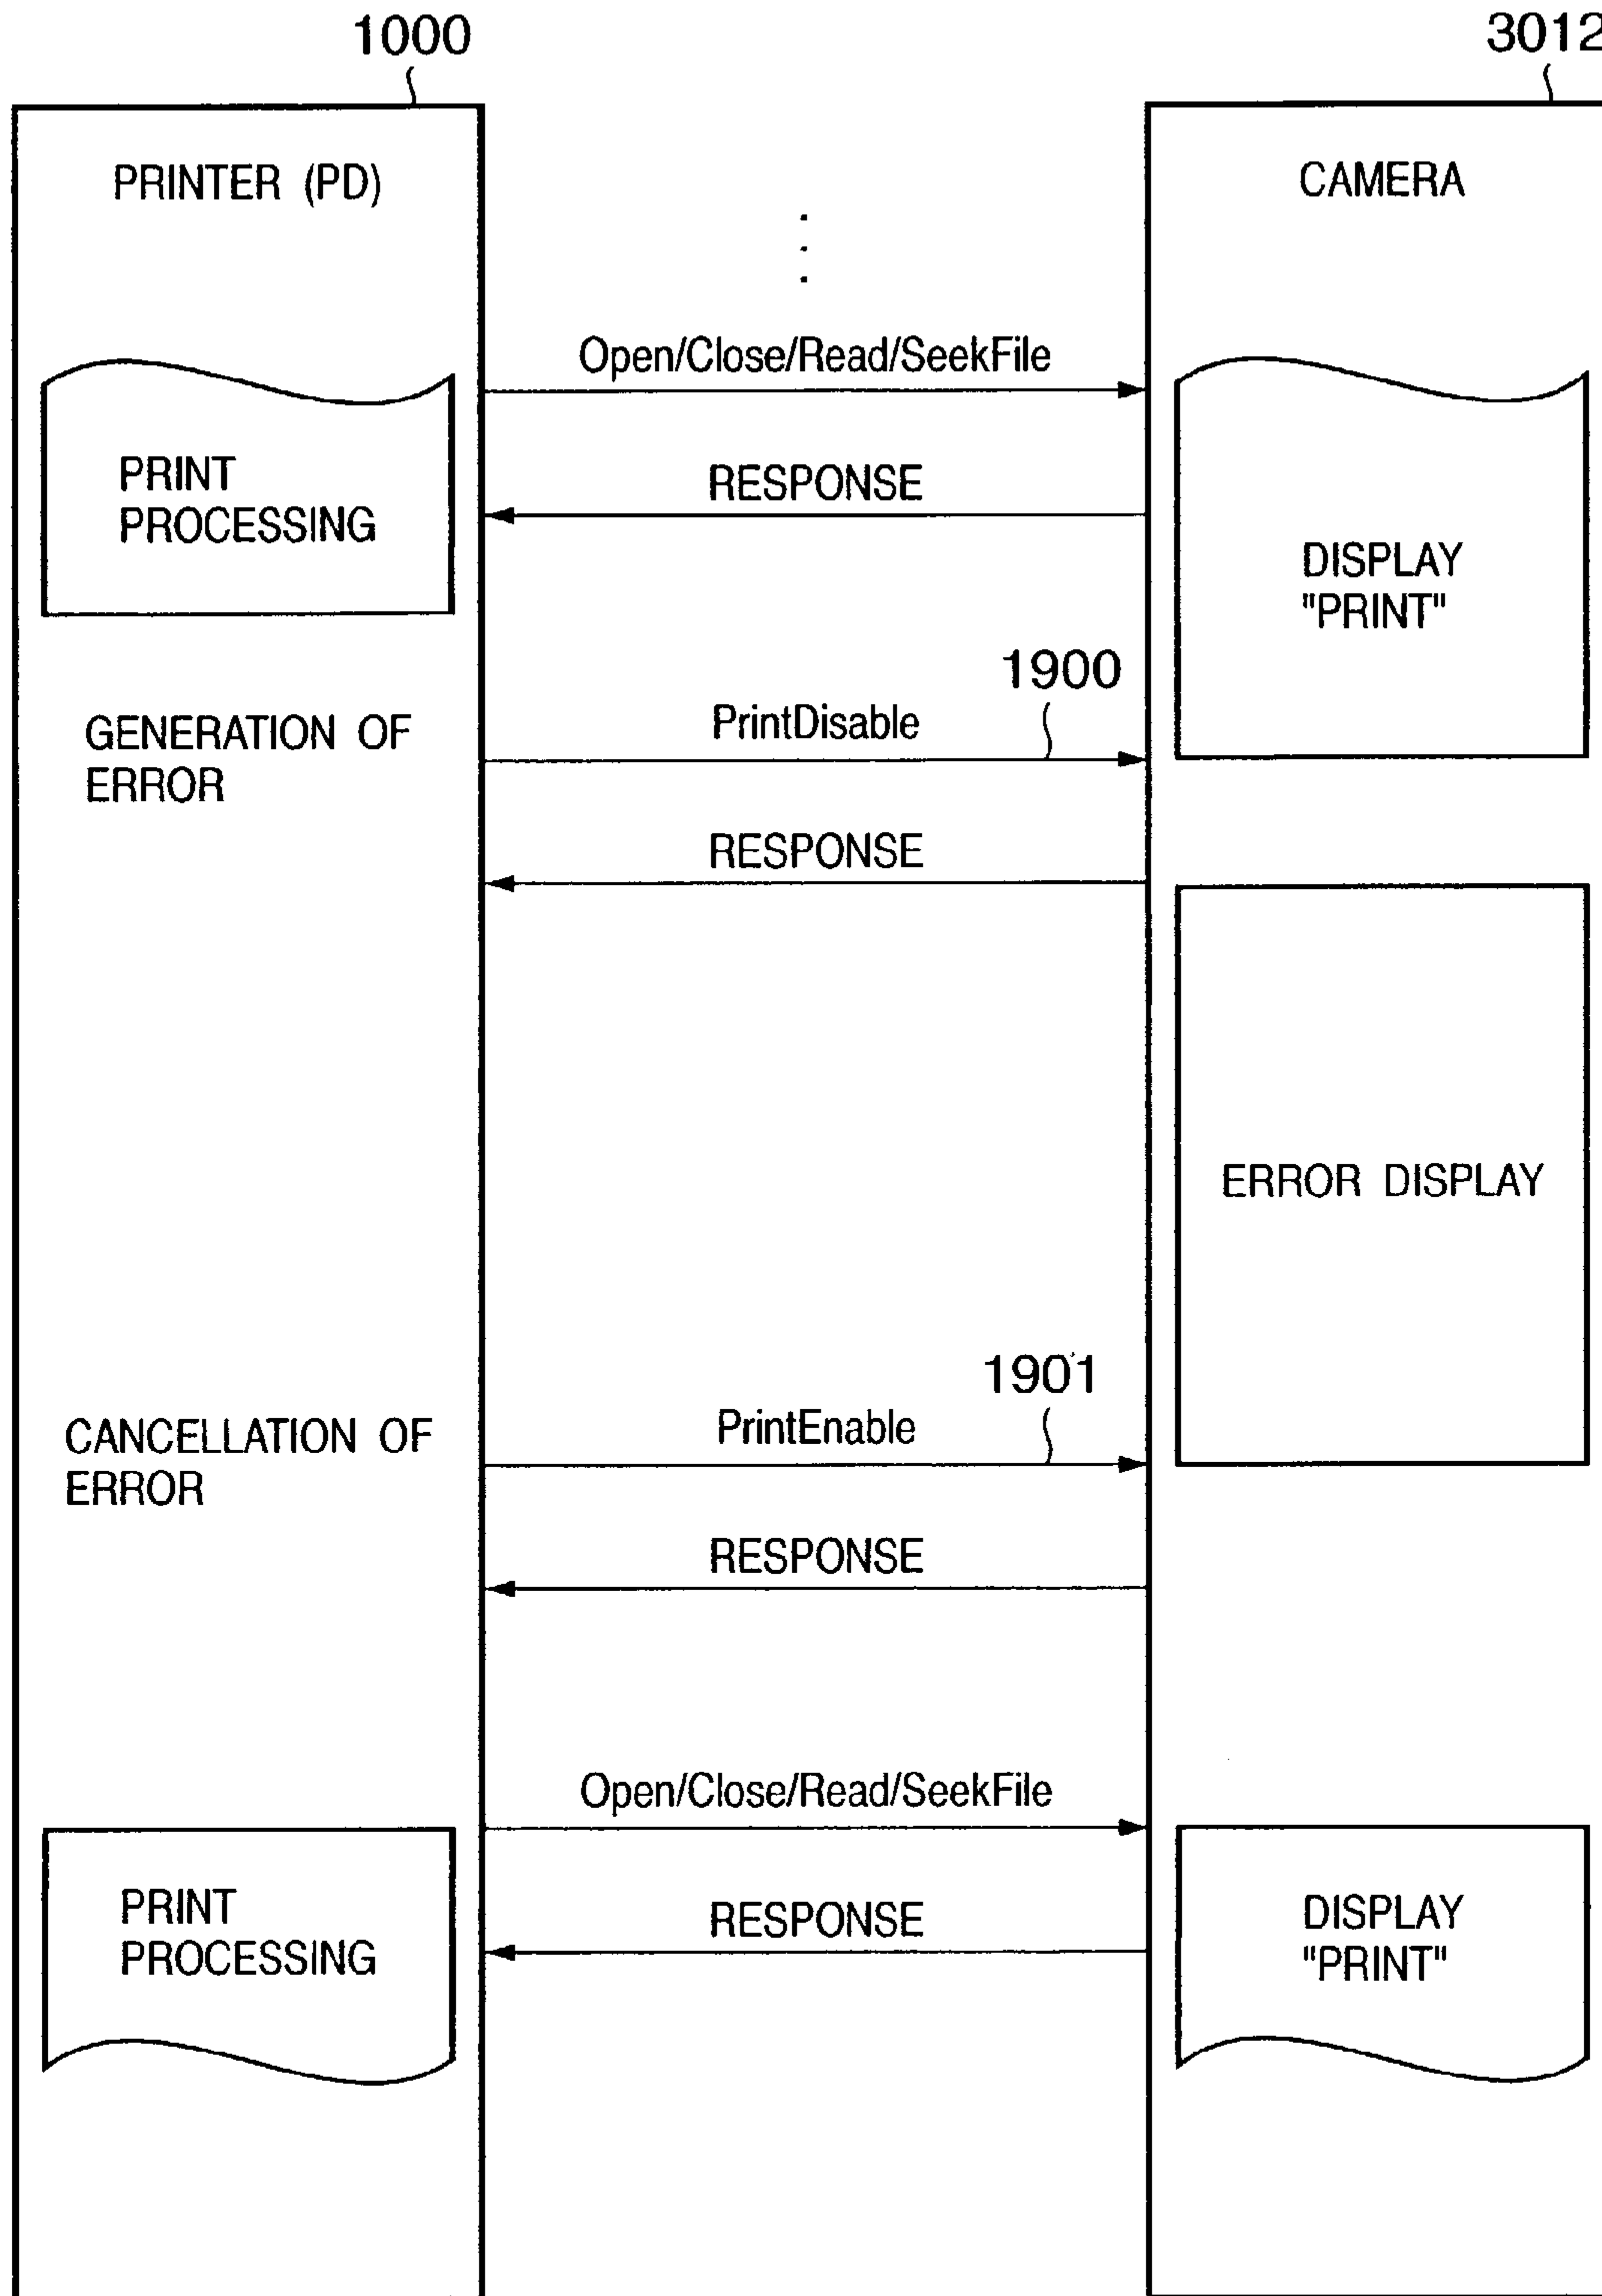 1000
3012
PRINTER (PD)
CAMERA
Open/Close/Read/SeekFile
PRINT
PROCESSING
RESPONSE
DISPLAY
"PRINT"
1900
GENERATION OF
ERROR
PrintDisable
RESPONSE
ERROR DISPLAY
1901
CANCELLATION OF
ERROR
PrintEnable
RESPONSE
Open/Close/Read/SeekFile
PRINT
PROCESSING
RESPONSE
DISPLAY
"PRINT"